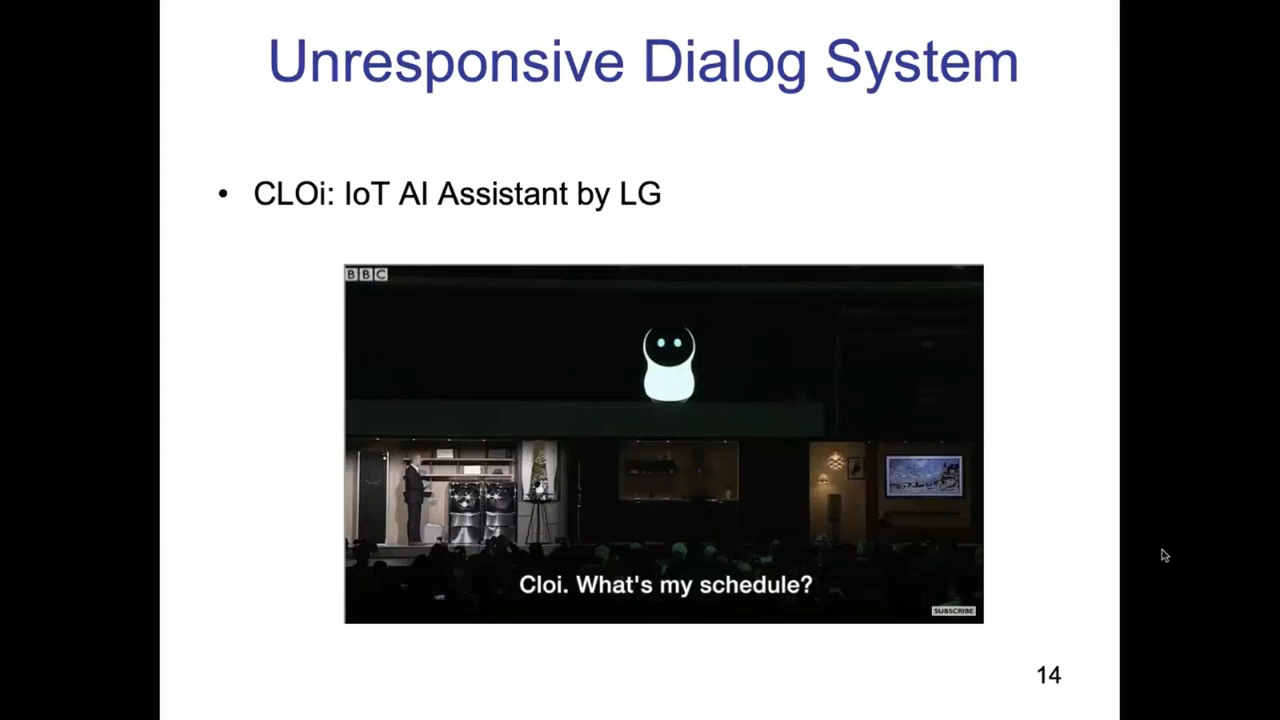 Unresponsive Dialog System
• CLOi: IoT AI Assistant by LG
BBC
Cloi. What's my schedule?
SUBSCRIBE
14